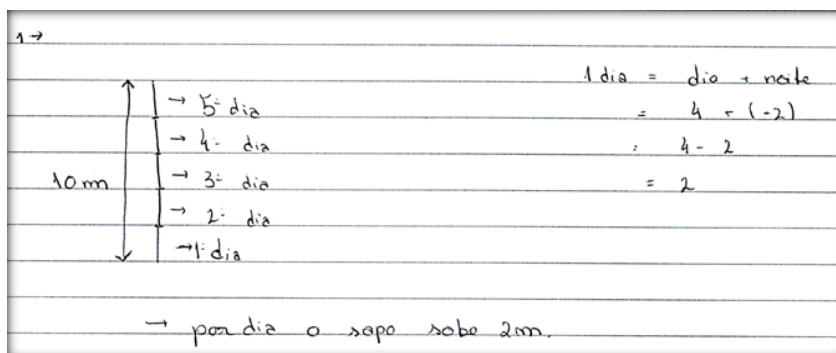 1→
1 dia = dia + noite
= 4 + (-2)
= 4 - 2
= 2
→ 5º dia
→ 4º dia
→ 3º dia
→ 2º dia
→ 1º dia
10 m
→ por dia o sapo sobe 2m.